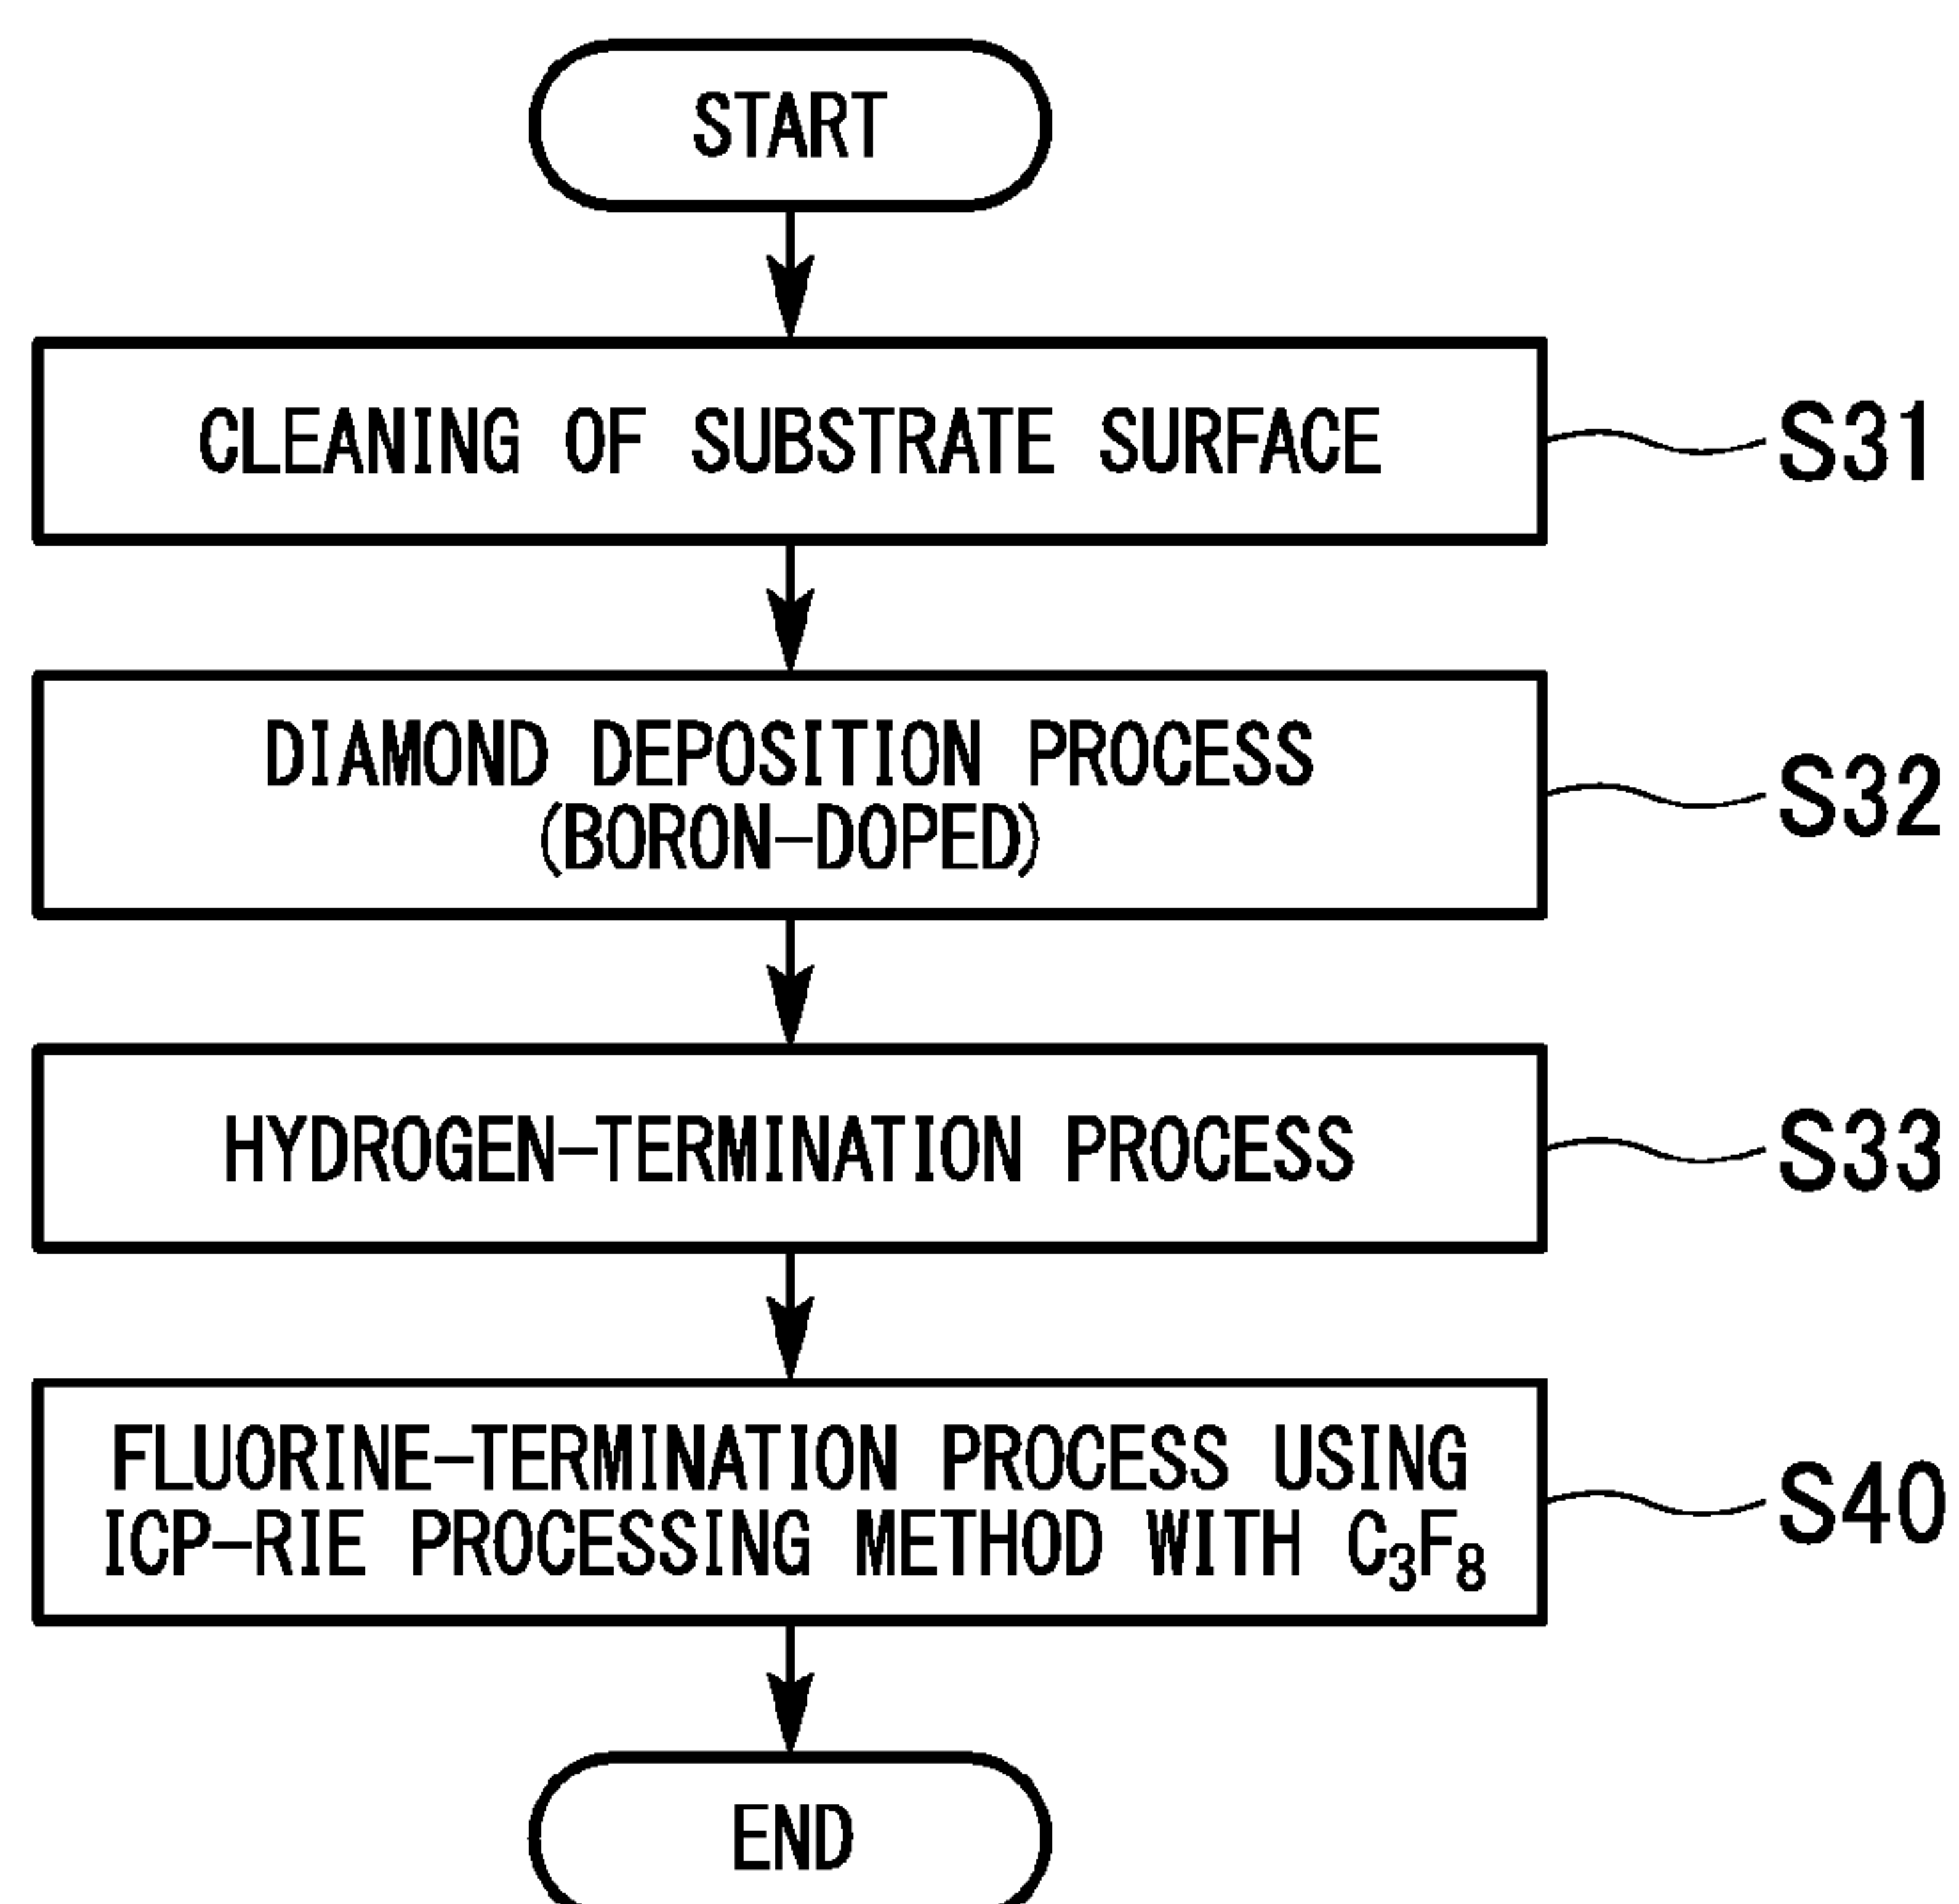 START
CLEANING OF SUBSTRATE SURFACE
S31
DIAMOND DEPOSITION PROCESS
(BORON-DOPED)
S32
HYDROGEN-TERMINATION PROCESS
S33
FLUORINE-TERMINATION PROCESS USING
ICP-RIE PROCESSING METHOD WITH C₃F₈
S40
END